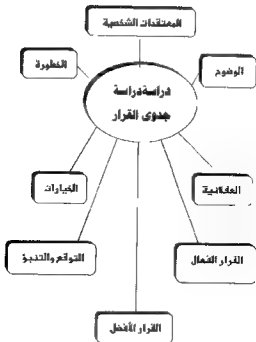 المعتقدات الشخصية
الوضوح
الخطورة
دراسة دراسة
جدوى القرار
العقلانية
الخيارات
القرار الفعال
التوقع والتنبؤ
القرار الأفضل